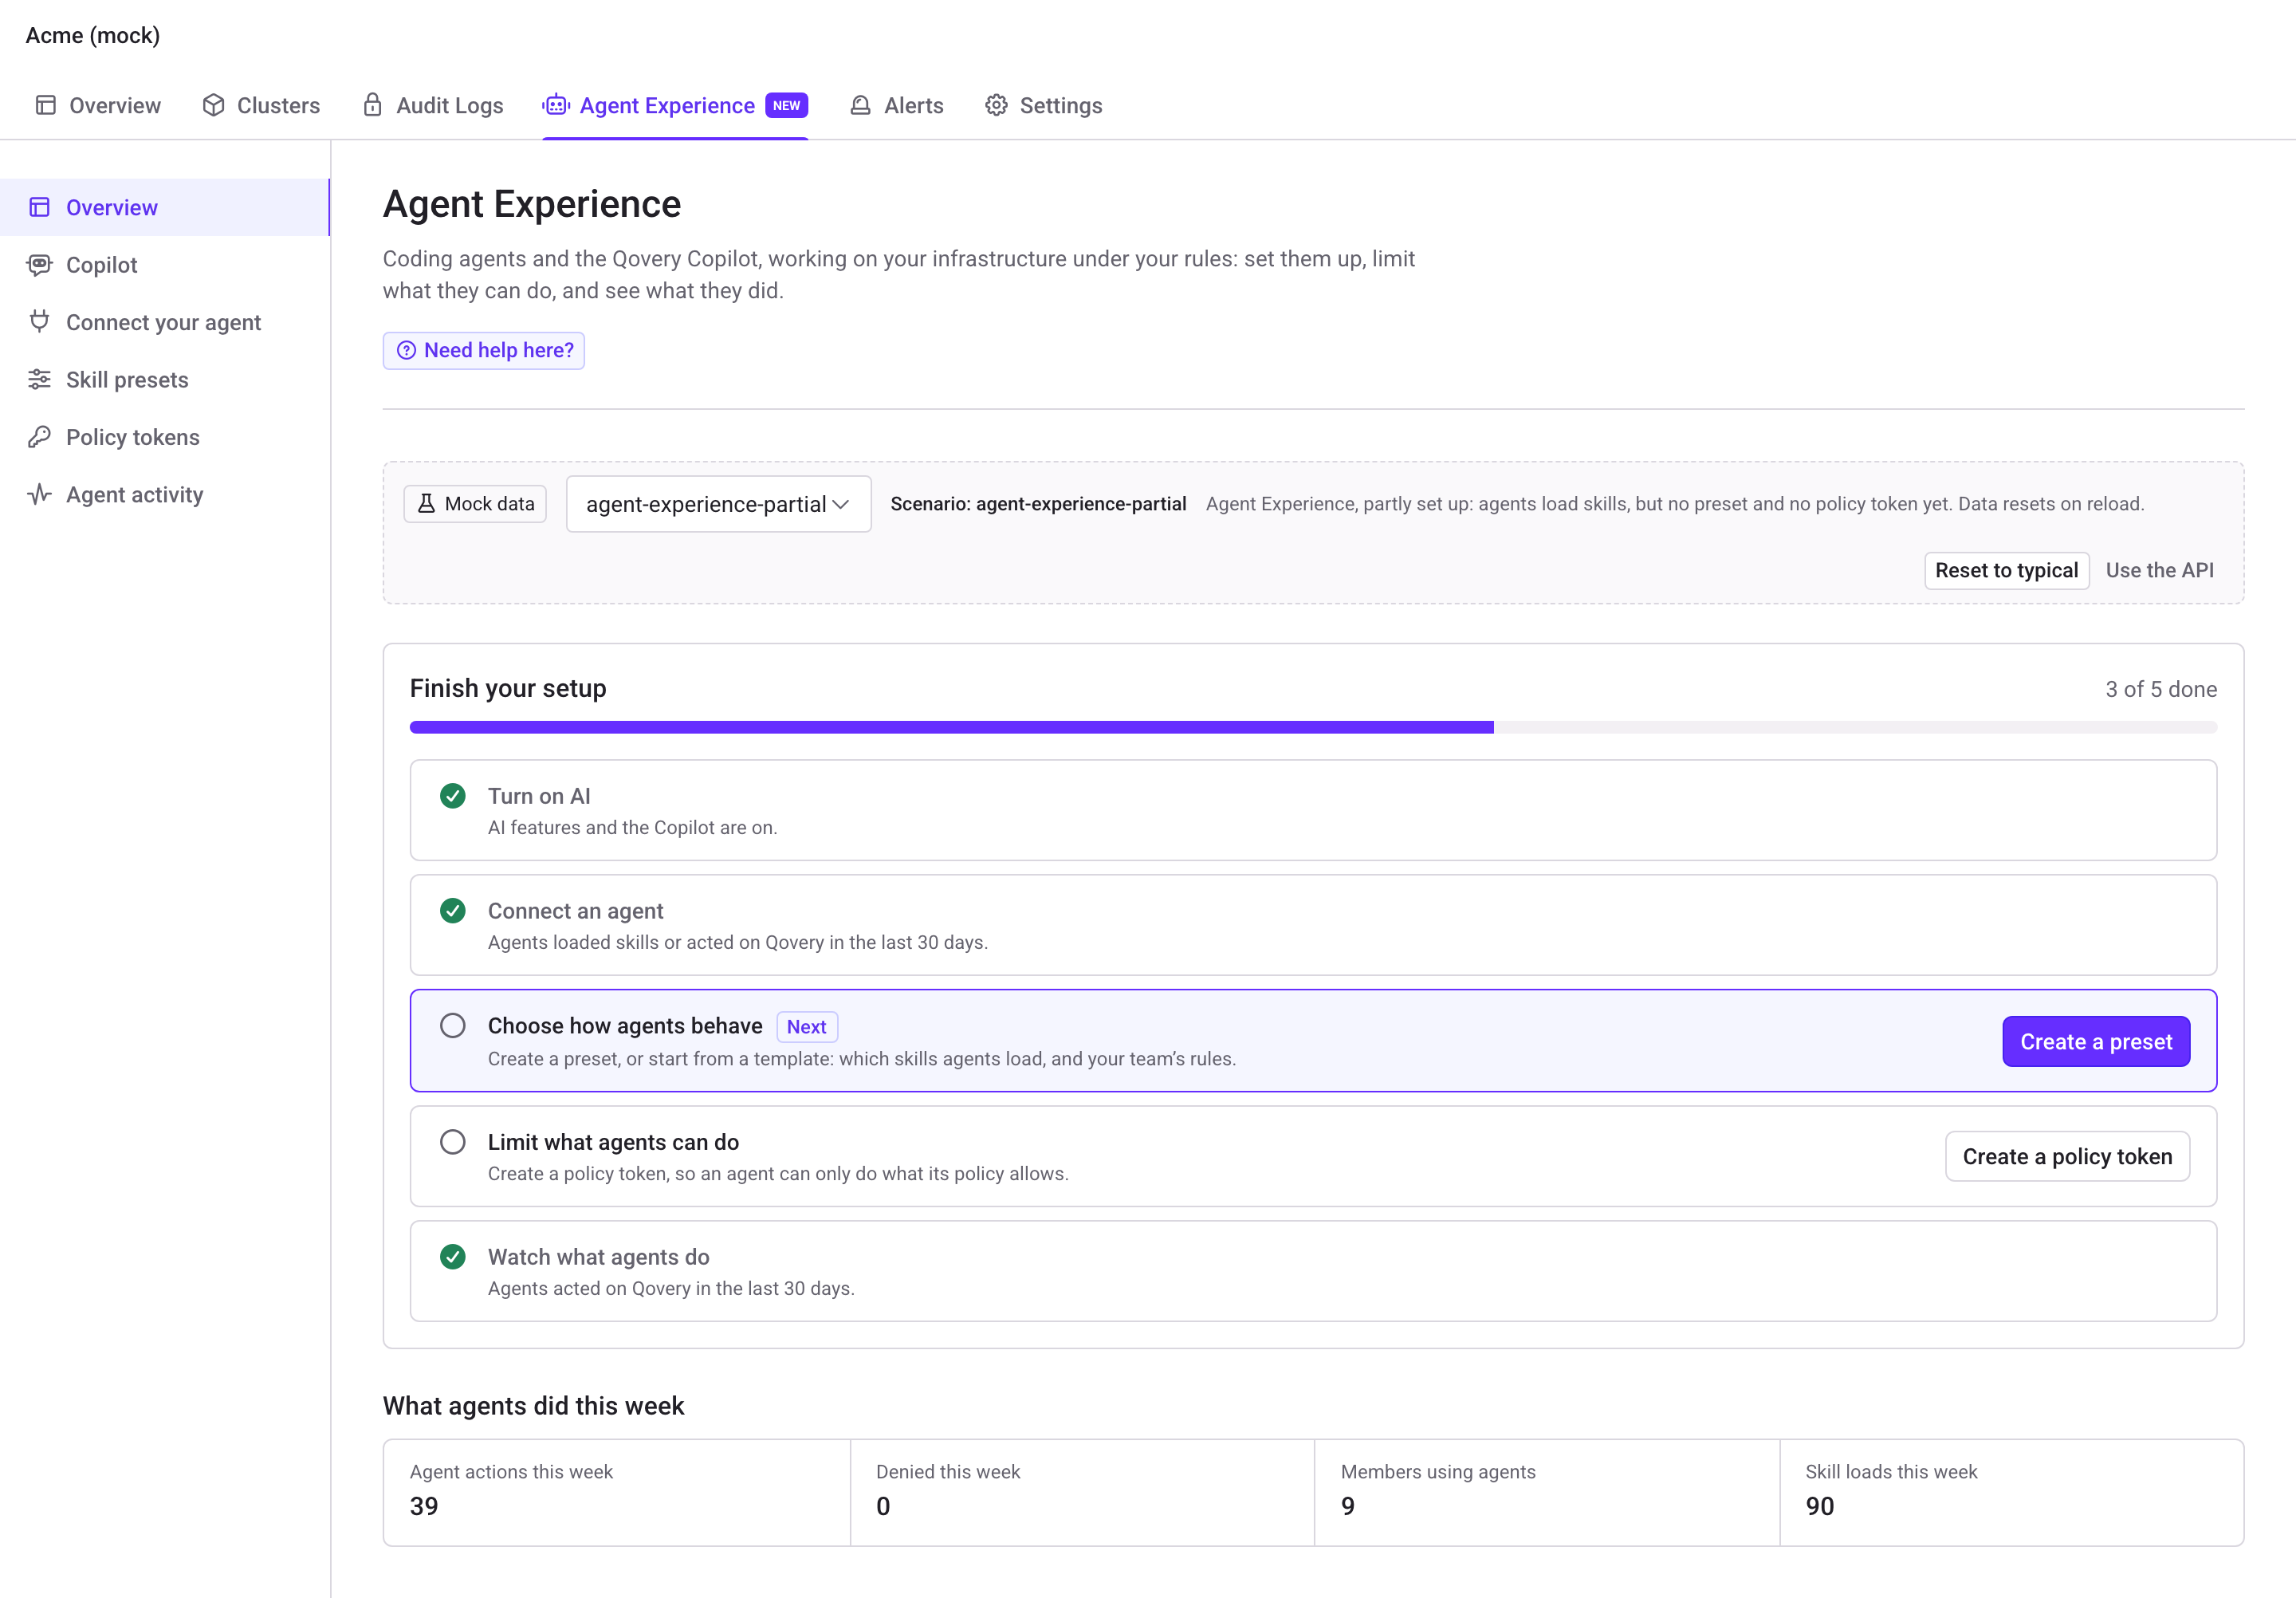 Acme (mock)
Overview
Clusters
Audit Logs
Agent Experience NEW
Alerts
Settings
Overview
Copilot
Connect your agent
Skill presets
Policy tokens
Agent activity
Agent Experience
Coding agents and the Qovery Copilot, working on your infrastructure under your rules: set them up, limit
what they can do, and see what they did.
Need help here?
Mock data
agent-experience-partial
Scenario: agent-experience-partial
Agent Experience, partly set up: agents load skills, but no preset and no policy token yet. Data resets on reload.
Reset to typical
Use the API
Finish your setup
3 of 5 done
Turn on AI
AI features and the Copilot are on.
Connect an agent
Agents loaded skills or acted on Qovery in the last 30 days.
Choose how agents behave Next
Create a preset, or start from a template: which skills agents load, and your team’s rules.
Create a preset
Limit what agents can do
Create a policy token, so an agent can only do what its policy allows.
Create a policy token
Watch what agents do
Agents acted on Qovery in the last 30 days.
What agents did this week
Agent actions this week
39
Denied this week
0
Members using agents
9
Skill loads this week
90